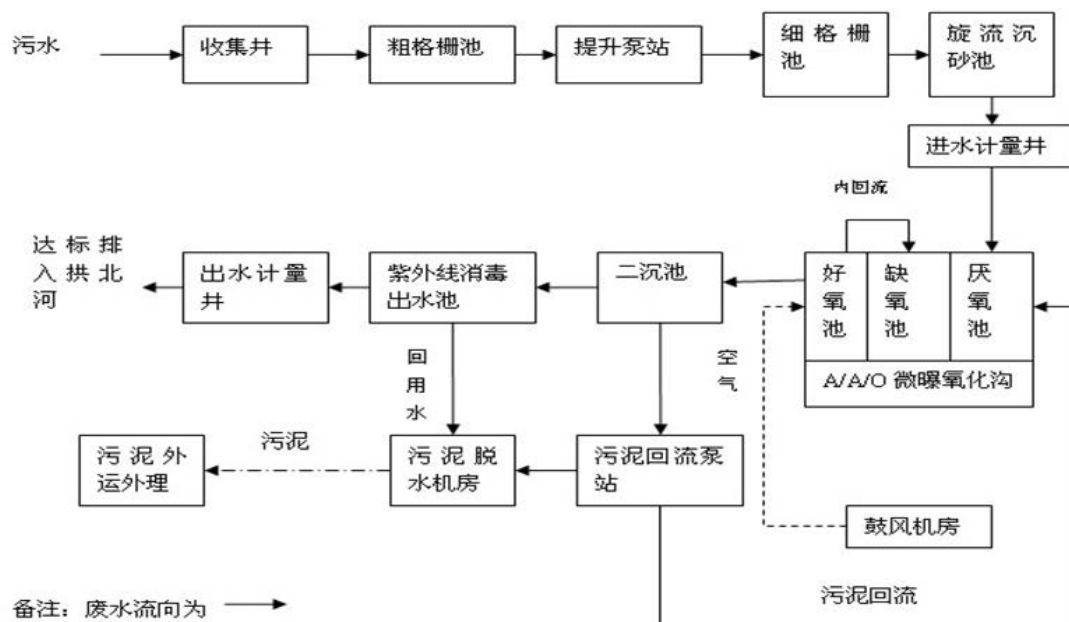 污水
收集井
粗格栅池
提升泵站
细格栅
池
旋流沉
砂池
进水计量井
内回流
达标排
入拱北
河
出水计量
井
紫外线消毒
出水池
二沉池
好
氧
池
缺
氧
池
厌
氧
池
A/A/O 微曝氧化沟
回
用
水
空
气
污泥
污泥外
运外理
污泥脱
水机房
污泥回流泵
站
鼓风机房
污泥回流
备注：废水流向为